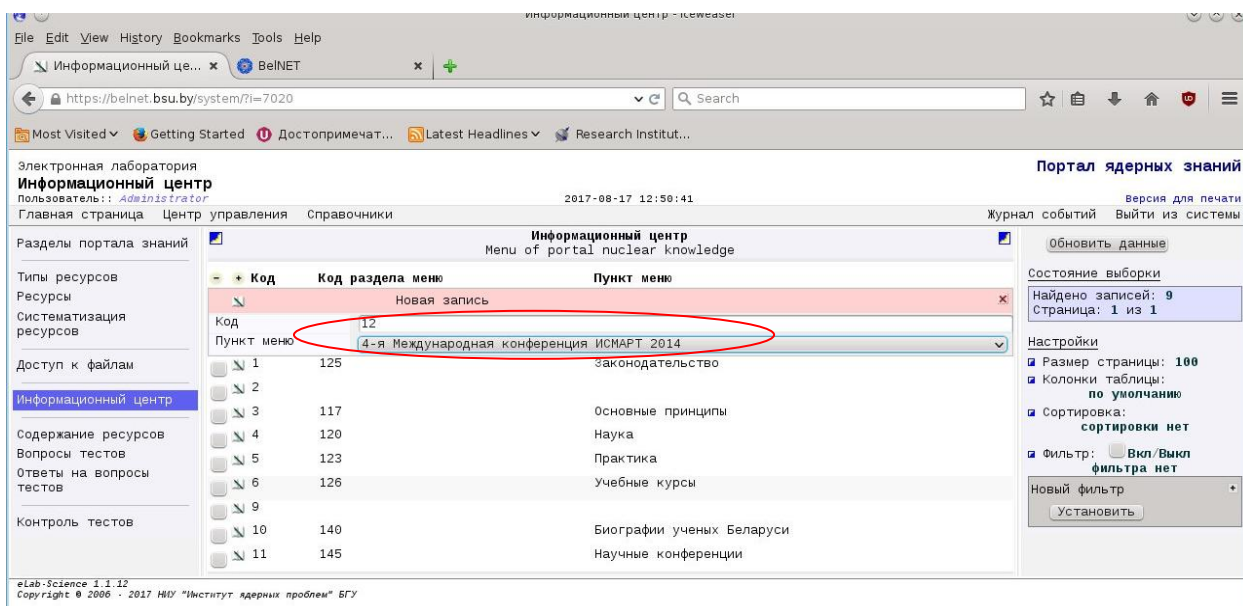 Информационный центр - Iceweasel
File Edit View History Bookmarks Tools Help
Информационный це... BelNET
https://belnet.bsu.by/system/?i=7020 Search
Most Visited Getting Started Достопримечат... Latest Headlines Research Institut...
Электронная лаборатория
Информационный центр Портал ядерных знаний
Пользователь:: Administrator 2017-08-17 12:50:41 Версия для печати
Главная страница Центр управления Справочники Журнал событий Выйти из системы
Разделы портала знаний
Типы ресурсов
Ресурсы
Систематизация
ресурсов
Доступ к файлам
Информационный центр
Содержание ресурсов
Вопросы тестов
Ответы на вопросы
тестов
Контроль тестов
Информационный центр
Menu of portal nuclear knowledge
- + Код Код раздела меню Пункт меню
Новая запись x
Код 12
Пункт меню 4-я Международная конференция ИСМАРТ 2014
1 125 Законодательство
2
3 117 Основные принципы
4 120 Наука
5 123 Практика
6 126 Учебные курсы
9
10 140 Биографии ученых Беларуси
11 145 Научные конференции
Обновить данные
Состояние выборки
Найдено записей: 9
Страница: 1 из 1
Настройки
Размер страницы: 100
Колонки таблицы:
по умолчанию
Сортировка:
сортировки нет
Фильтр: Вкл/Выкл
фильтра нет
Новый фильтр +
Установить
eLab-Science 1.1.12
Copyright © 2006 - 2017 НИУ "Институт ядерных проблем" БГУ